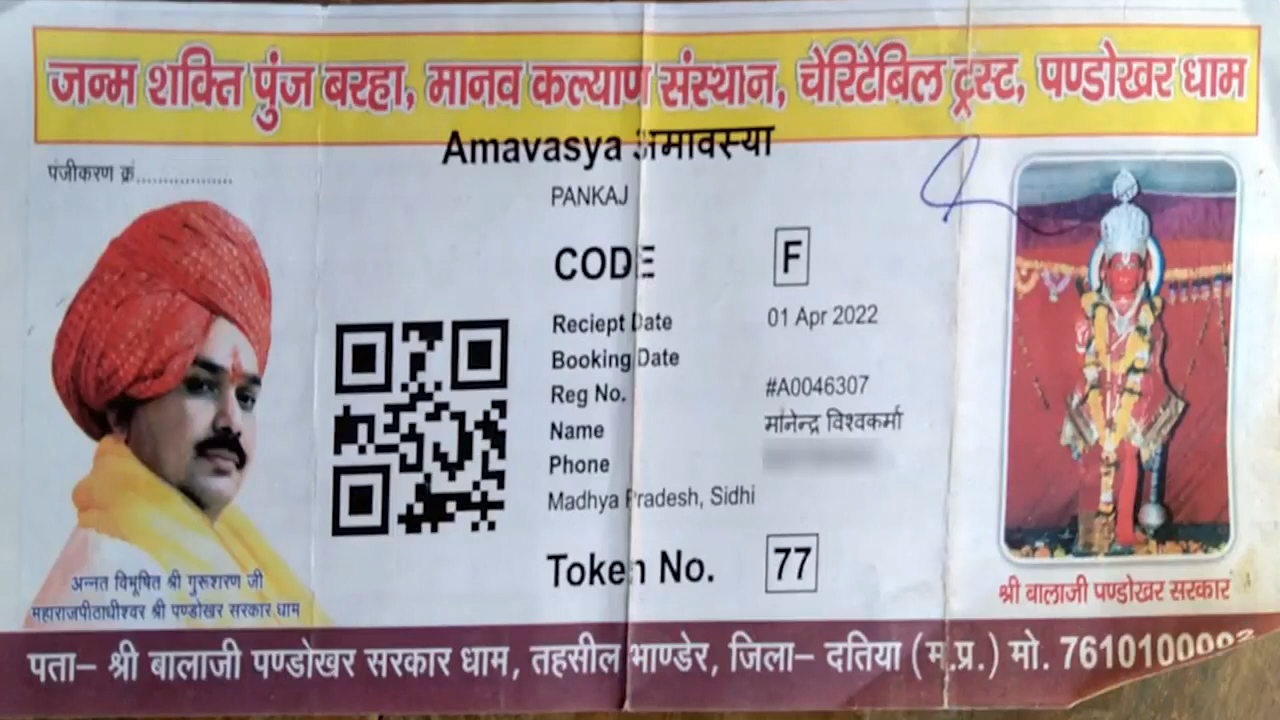 जन्म शक्ति पुंज बरहा, मानव कल्याण संस्थान, चेरिटेबिल ट्रस्ट, पण्डोखर धाम
Amavasya अमावस्या
पंजीकरण क्र..................
PANKAJ
CODE F
Reciept Date 01 Apr 2022
Booking Date
Reg No. #A0046307
Name मानेन्द्र विश्वकर्मा
Phone
Madhya Pradesh, Sidhi
Token No. 77
अन्नत विभूषित श्री गुरूशरण जी
महाराजपीठाधीश्वर श्री पण्डोखर सरकार धाम
श्री बालाजी पण्डोखर सरकार
पता– श्री बालाजी पण्डोखर सरकार धाम, तहसील भाण्डेर, जिला– दतिया (म.प्र.) मो.